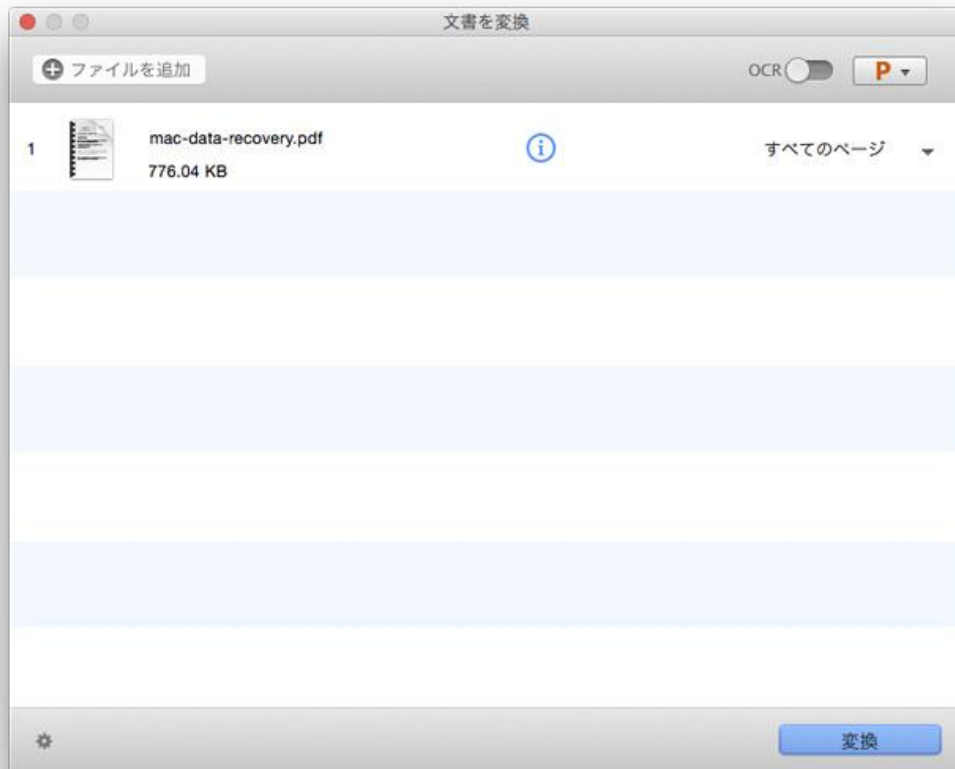 文書を変換
ファイルを追加
OCR
P
1
mac-data-recovery.pdf
776.04 KB
すべてのページ
変換